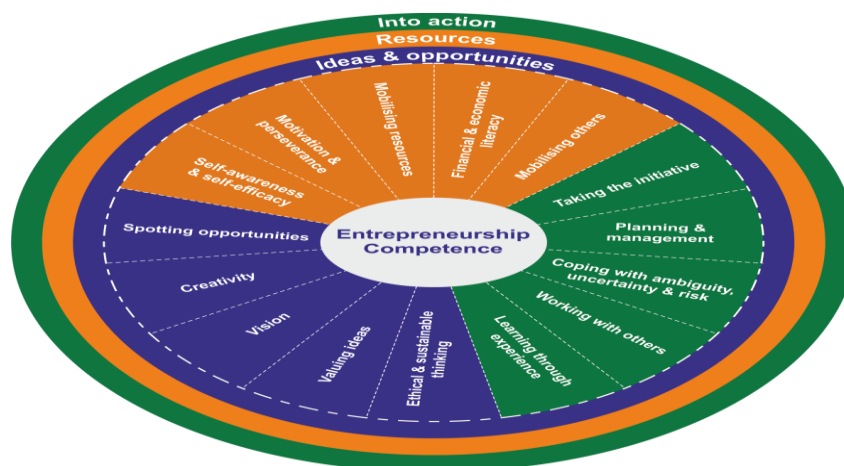 Into action
Resources
Ideas & opportunities
Self-awareness
& self-efficacy
Motivation &
perseverance
Mobilising resources
Financial & economic
literacy
Mobilising others
Taking the initiative
Planning &
management
Coping with ambiguity,
uncertainty & risk
Working with others
Learning through
experience
Ethical & sustainable
thinking
Valuing ideas
Vision
Creativity
Spotting opportunities
Entrepreneurship
Competence